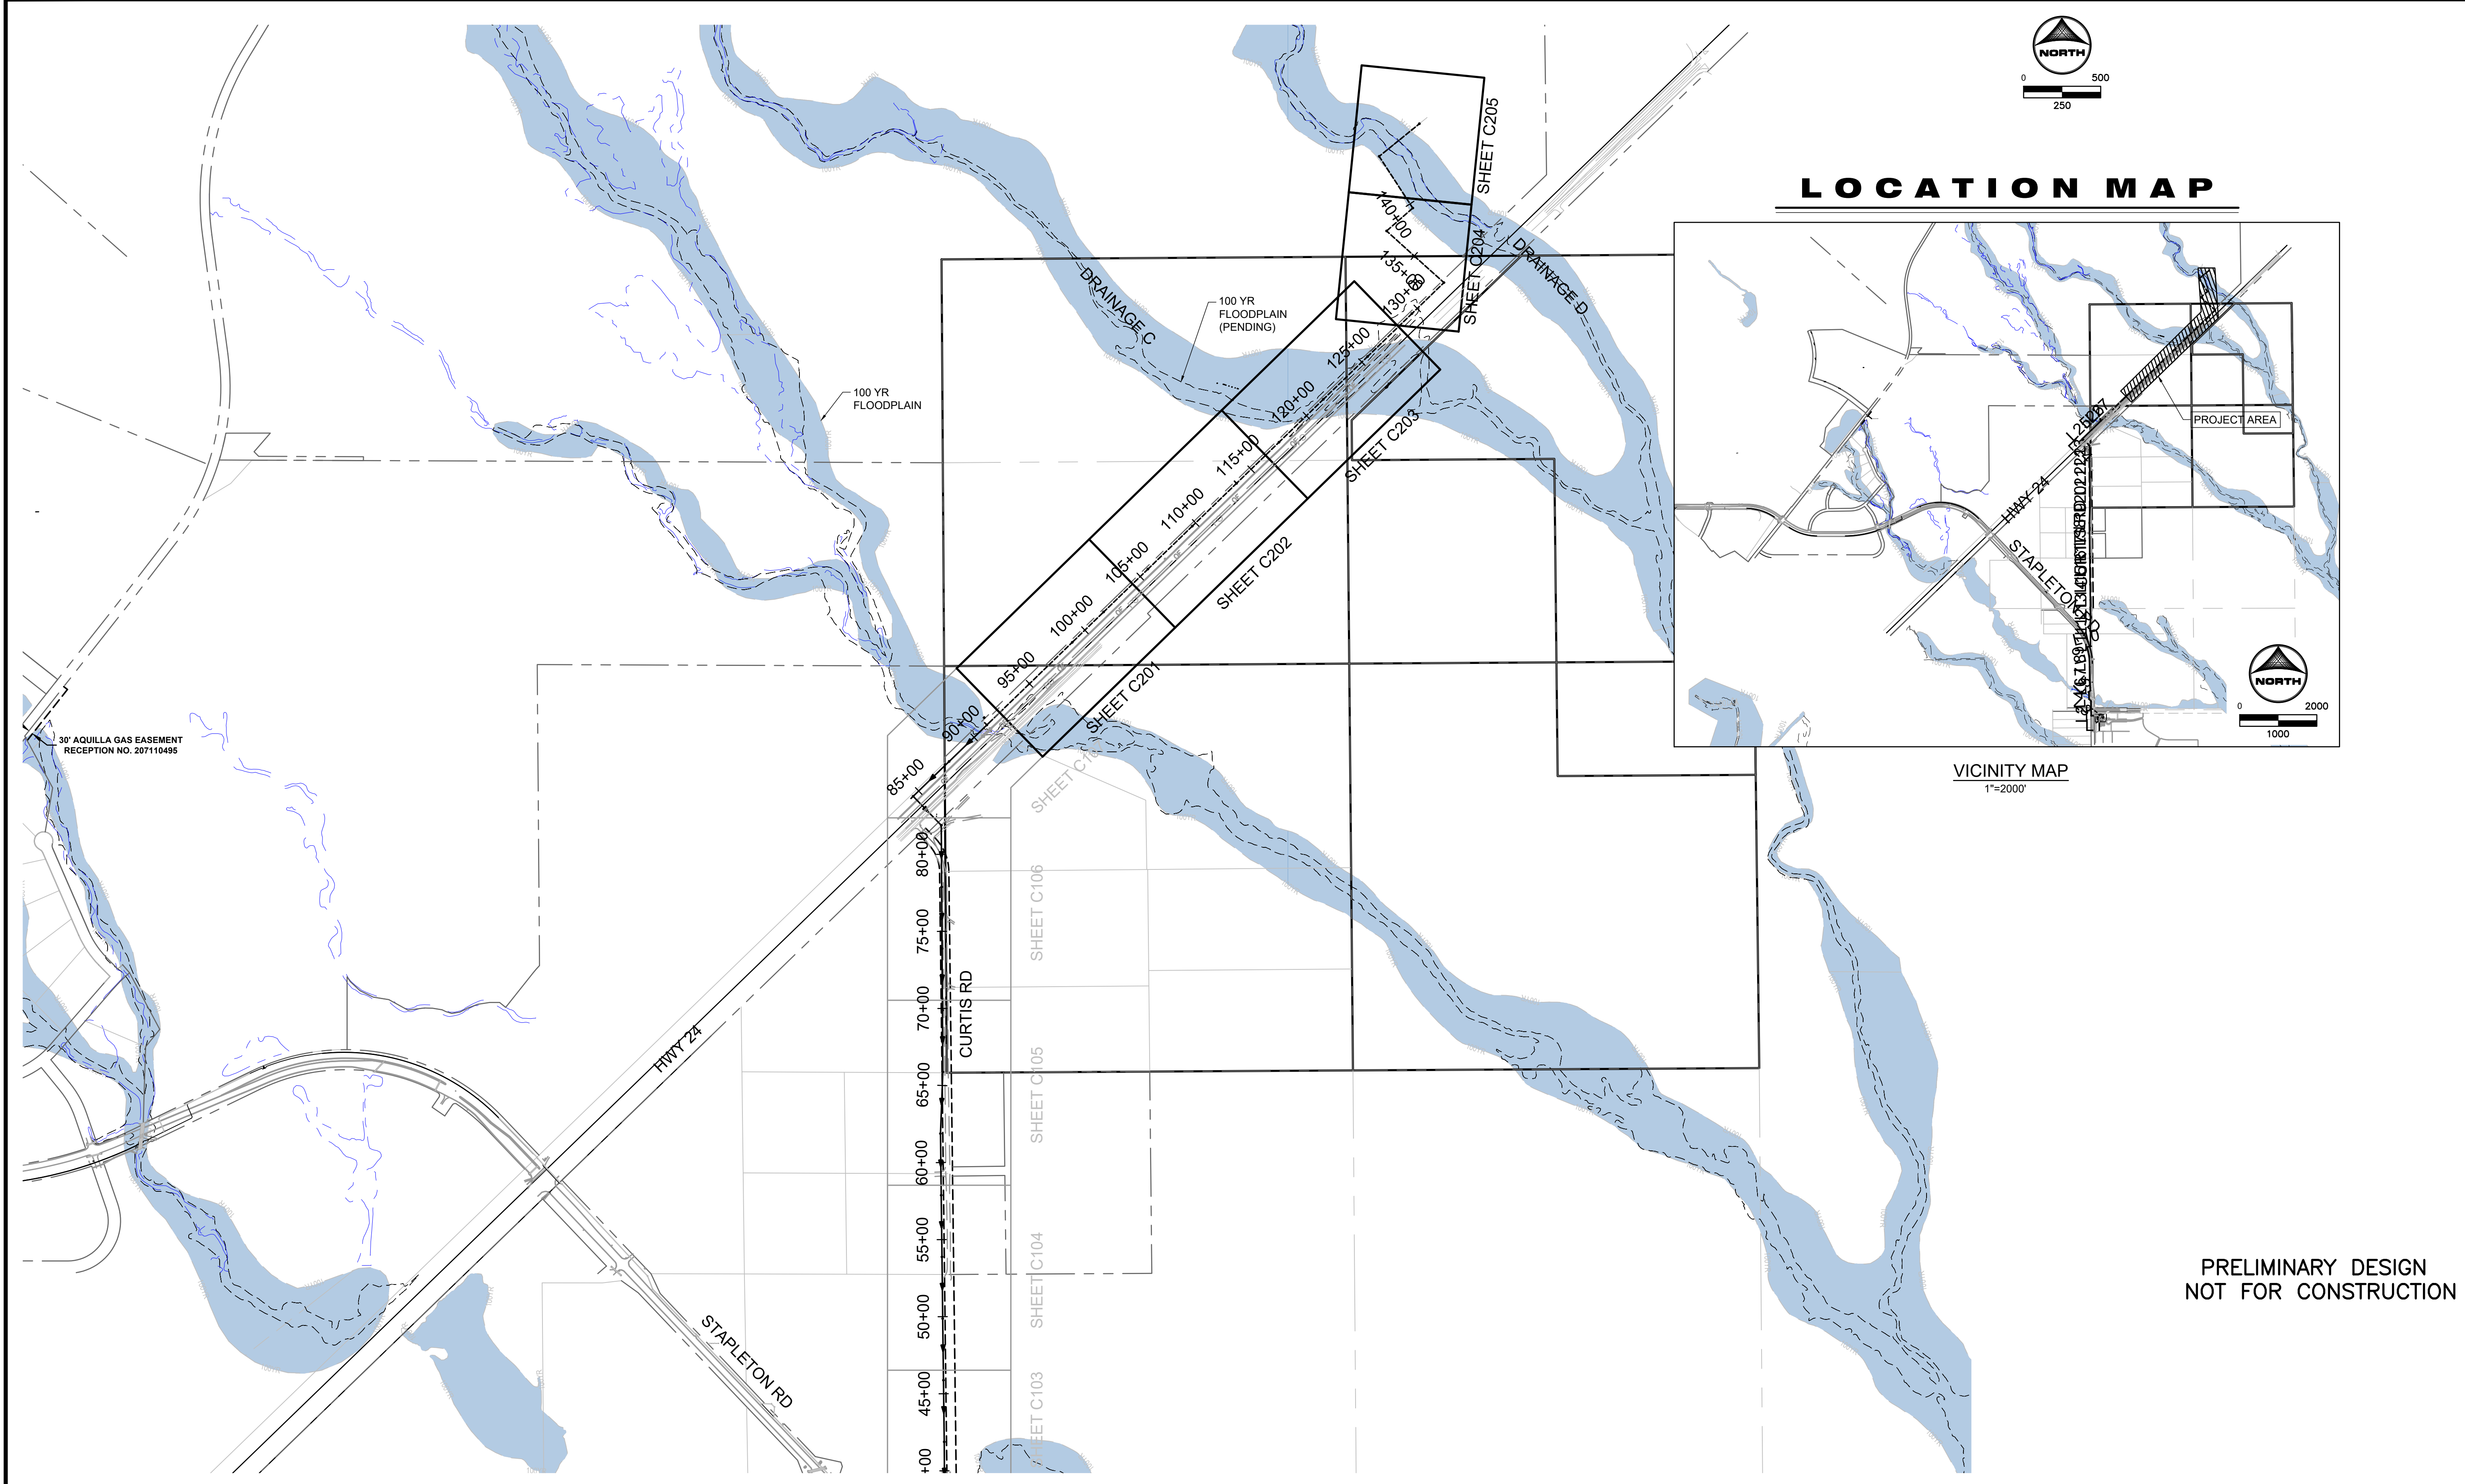 NORTH
0 500
250
LOCATION MAP
SHEET C205
140+00
SHEET C204
DRAINAGE D
135+00
130+00
DRAINAGE C
100 YR
FLOODPLAIN
(PENDING)
125+00
120+00
SHEET C203
100 YR
FLOODPLAIN
115+00
110+00
SHEET C202
105+00
100+00
95+00
SHEET C201
90+00
85+00
30' AQUILLA GAS EASEMENT
RECEPTION NO. 207110495
80+00
SHEET C106
75+00
70+00
CURTIS RD
HWY 24
65+00
SHEET C105
60+00
55+00
SHEET C104
50+00
STAPLETON RD
45+00
SHEET C103
+00
PROJECT AREA
HWY 24
STAPLETON RD
NORTH
0 2000
1000
VICINITY MAP
1"=2000'
PRELIMINARY DESIGN
NOT FOR CONSTRUCTION